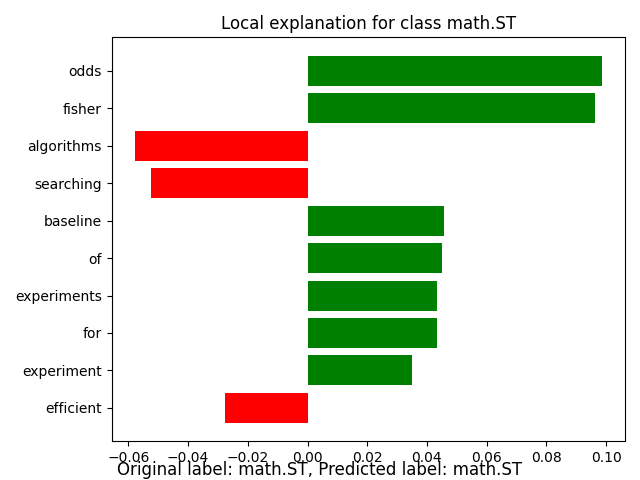 Local explanation for class math.ST
odds
fisher
algorithms
searching
baseline
of
experiments
for
experiment
efficient
−0.06 −0.04 −0.02 0.00 0.02 0.04 0.06 0.08 0.10
Original label: math.ST, Predicted label: math.ST